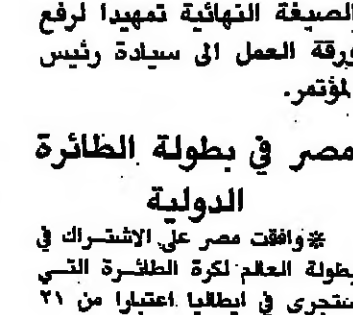 الصيغة النهائية تمهيدا لرفع
ورقة العمل الى سيادة رئيس
لمؤتمر.
مصر في بطولة الطائرة
الدولية
※وافقت مصر على الاشتراك في
بطولة العالم لكرة الطائرة التي
ستجرى في ايطاليا اعتبارا من ٢١